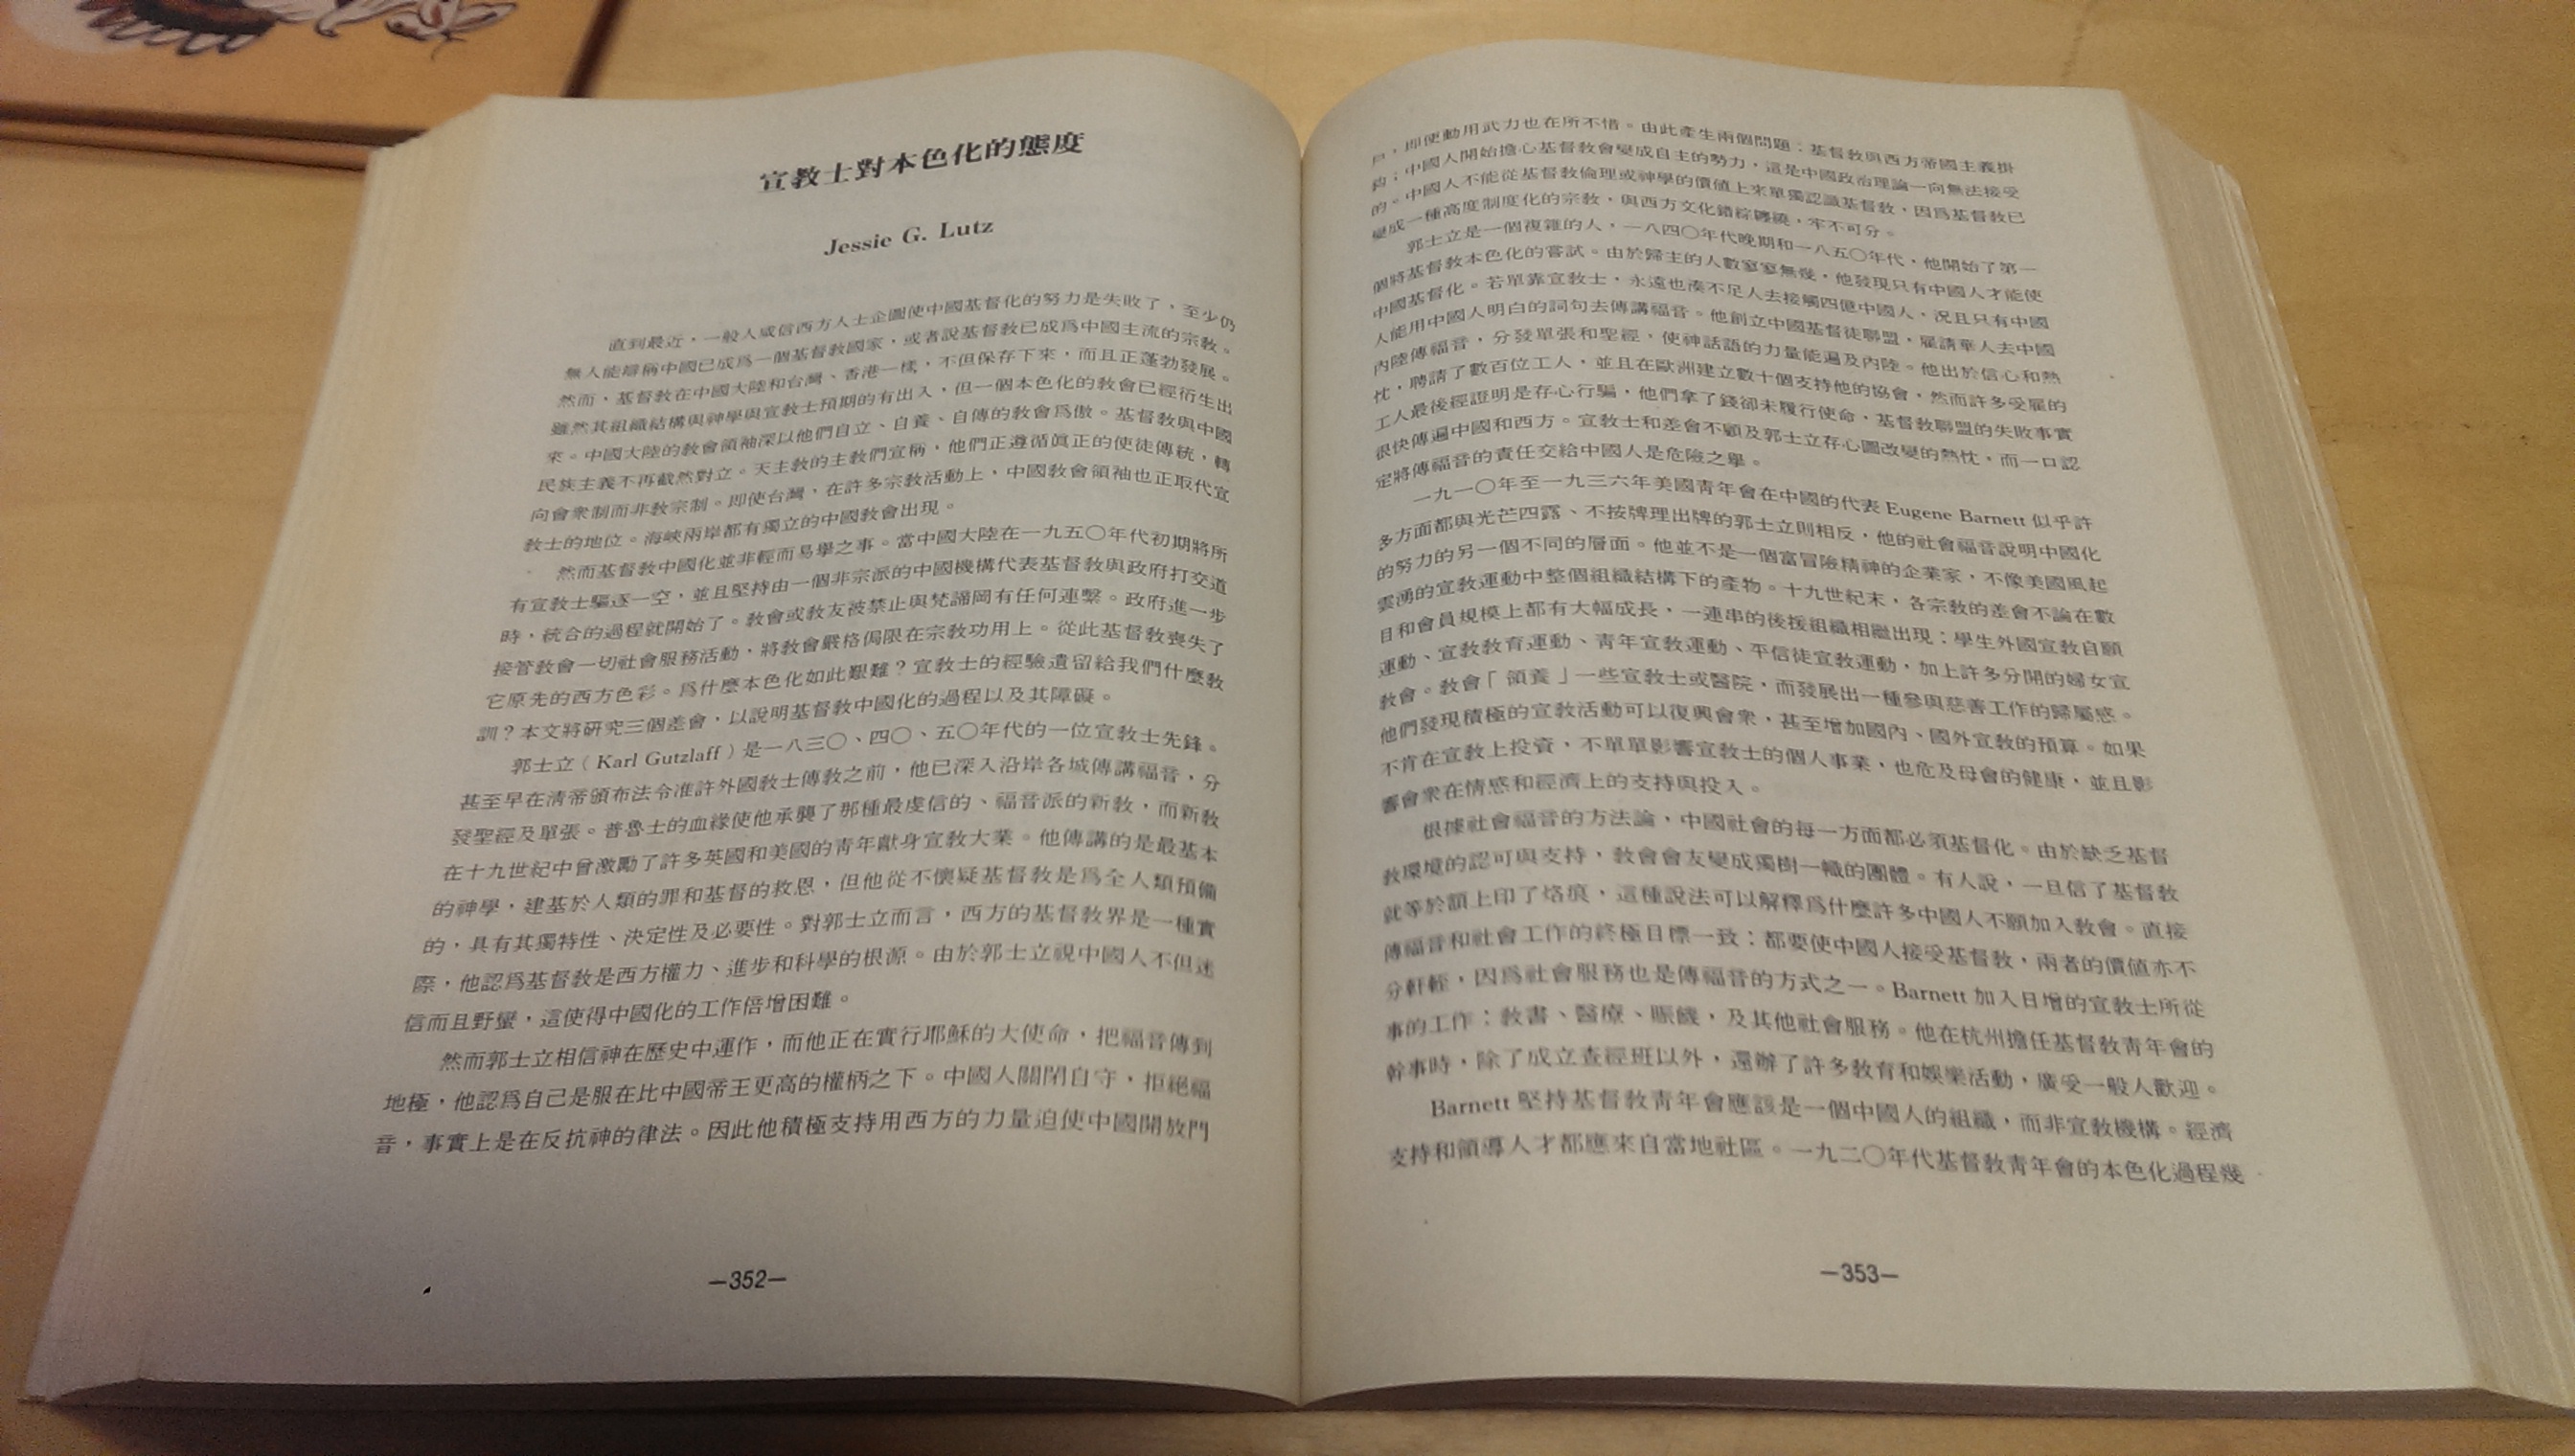 宣教士對本色化的態度
Jessie G. Lutz
直到最近，一般人咸信西方人士企圖使中國基督化的努力是失敗了，至少仍
無人能辯稱中國已成爲一個基督教國家，或者說基督教已成爲中國主流的宗教。
然而，基督教在中國大陸和台灣、香港一樣，不但保存下來，而且正蓬勃發展。
雖然其組織結構與神學與宣教士預期的有出入，但一個本色化的教會已經衍生出
來。中國大陸的教會領袖深以他們自立、自養、自傳的教會爲傲。基督教與中國
民族主義不再截然對立。天主教的主教們宣稱，他們正遵循眞正的使徒傳統，轉
向會衆制而非教宗制。即使台灣，在許多宗教活動上，中國教會領袖也正取代宣
教士的地位。海峽兩岸都有獨立的中國教會出現。
然而基督教中國化並非輕而易舉之事。當中國大陸在一九五〇年代初期將所
有宣教士驅逐一空，並且堅持由一個非宗派的中國機構代表基督教與政府打交道
時，統合的過程就開始了。教會或教友被禁止與梵諦岡有任何連繫。政府進一步
接管教會一切社會服務活動，將教會嚴格侷限在宗教功用上。從此基督教喪失了
它原先的西方色彩。爲什麼本色化如此艱難？宣教士的經驗遺留給我們什麼教
訓？本文將研究三個差會，以說明基督教中國化的過程以及其障礙。
郭士立（Karl Gutzlaff）是一八三〇、四〇、五〇年代的一位宣教士先鋒。
甚至早在淸帝頒布法令准許外國教士傳教之前，他已深入沿岸各城傳講福音，分
發聖經及單張。普魯士的血緣使他承襲了那種最虔信的、福音派的新教，而新教
在十九世紀中曾激勵了許多英國和美國的靑年獻身宣教大業。他傳講的是最基本
的神學，建基於人類的罪和基督的救恩，但他從不懷疑基督教是爲全人類預備
的，具有其獨特性、決定性及必要性。對郭士立而言，西方的基督教界是一種實
際，他認爲基督教是西方權力、進步和科學的根源。由於郭士立視中國人不但迷
信而且野蠻，這使得中國化的工作倍增困難。
然而郭士立相信神在歷史中運作，而他正在實行耶穌的大使命，把福音傳到
地極，他認爲自己是服在比中國帝王更高的權柄之下。中國人關閉自守，拒絕福
音，事實上是在反抗神的律法。因此他積極支持用西方的力量迫使中國開放門
—352—
戶，即使動用武力也在所不惜。由此產生兩個問題：基督教與西方帝國主義掛
鈎；中國人開始擔心基督教會變成自主的勢力，這是中國政治理論一向無法接受
的。中國人不能從基督教倫理或神學的價値上來單獨認識基督教，因爲基督教已
變成一種高度制度化的宗教，與西方文化錯綜纏繞，牢不可分。
郭士立是一個複雜的人，一八四〇年代晚期和一八五〇年代，他開始了第一
個將基督教本色化的嘗試。由於歸主的人數寥寥無幾，他發現只有中國人才能使
中國基督化。若單靠宣教士，永遠也湊不足人去接觸四億中國人，況且只有中國
人能用中國人明白的詞句去傳講福音。他創立中國基督徒聯盟，雇請華人去中國
內陸傳福音，分發單張和聖經，使神話語的力量能遍及內陸。他出於信心和熱
忱，聘請了數百位工人，並且在歐洲建立數十個支持他的協會，然而許多受雇的
工人最後經證明是存心行騙，他們拿了錢卻未履行使命，基督教聯盟的失敗事實
很快傳遍中國和西方。宣教士和差會不顧及郭士立存心圖改變的熱忱，而一口認
定將傳福音的責任交給中國人是危險之舉。
一九一〇年至一九三六年美國靑年會在中國的代表 Eugene Barnett 似乎許
多方面都與光芒四露、不按牌理出牌的郭士立則相反，他的社會福音說明中國化
的努力的另一個不同的層面。他並不是一個富冒險精神的企業家，不像美國風起
雲湧的宣教運動中整個組織結構下的產物。十九世紀末，各宗教的差會不論在數
目和會員規模上都有大幅成長，一連串的後援組織相繼出現：學生外國宣教自願
運動、宣教教育運動、靑年宣教運動、平信徒宣教運動，加上許多分開的婦女宣
教會。教會「領養」一些宣教士或醫院，而發展出一種參與慈善工作的歸屬感。
他們發現積極的宣教活動可以復興會衆，甚至增加國內、國外宣教的預算。如果
不肯在宣教上投資，不單單影響宣教士的個人事業，也危及母會的健康，並且影
響會衆在情感和經濟上的支持與投入。
根據社會福音的方法論，中國社會的每一方面都必須基督化。由於缺乏基督
教環境的認可與支持，教會會友變成獨樹一幟的團體。有人說，一旦信了基督教
就等於額上印了烙痕，這種說法可以解釋爲什麼許多中國人不願加入教會。直接
傳福音和社會工作的終極目標一致：都要使中國人接受基督教，兩者的價値亦不
分軒輊，因爲社會服務也是傳福音的方式之一。Barnett 加入日增的宣教士所從
事的工作：教書、醫療、賑饑，及其他社會服務。他在杭州擔任基督教靑年會的
幹事時，除了成立查經班以外，還辦了許多教育和娛樂活動，廣受一般人歡迎。
Barnett 堅持基督教靑年會應該是一個中國人的組織，而非宣教機構。經濟
支持和領導人才都應來自當地社區。一九二〇年代基督教靑年會的本色化過程幾
—353—